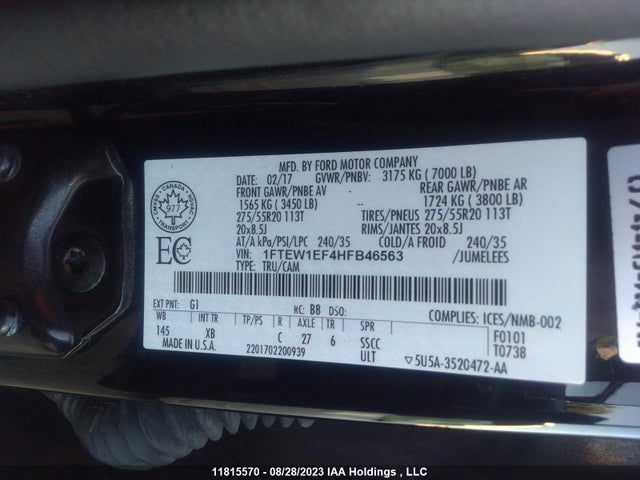 MFD. BY FORD MOTOR COMPANY
DATE: 02/17 GVWR/PNBV: 3175 KG ( 7000 LB)
FRONT GAWR/PNBE AV REAR GAWR/PNBE AR
1565 KG ( 3450 LB) -- 1724 KG ( 3800 LB)
275/55R20 113T TIRES/PNEUS 275/55R20 113T
20x8.5J RIMS/JANTES 20x8.5J
AT/A kPa/PSI/LPC 240/35 COLD/A FROID 240/35
VIN: 1FTEW1EF4HFB46563 /JUMELEES
TYPE: TRU/CAM
CANADA
977
TRANSPORT
EC
EXT PNT: G1 RC: B8 DSO: COMPLIES: ICES/NMB-002
WB TP/PS R AXLE TR SPR F0101
145 XB C 27 6 SSCC T0738
MADE IN U.S.A. 2201702200939 ULT ▽5U5A-3520472-AA
11815570 - 08/28/2023 IAA Holdings , LLC